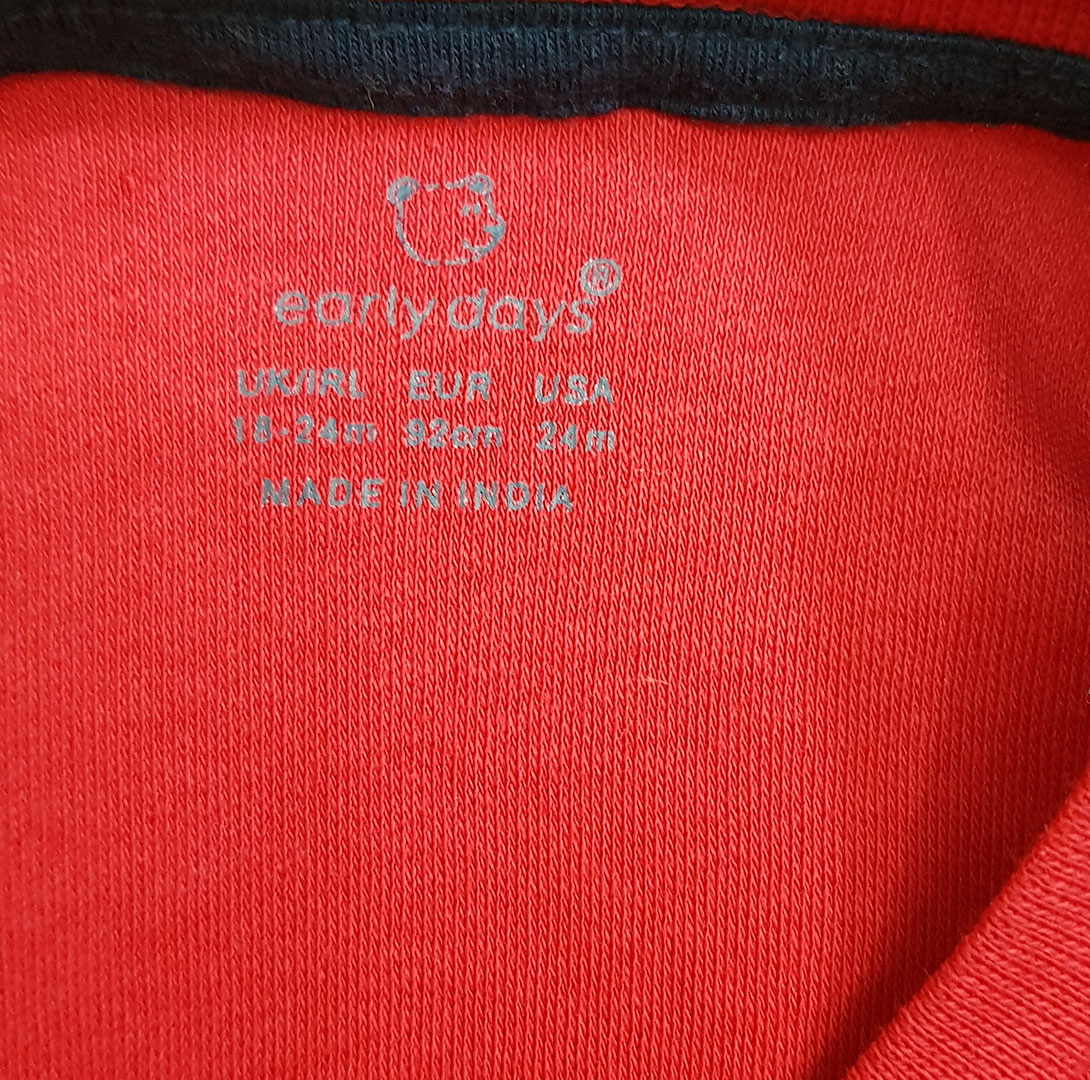 early days®
UK/IRL EUR USA
18-24m 92cm 24m
MADE IN INDIA